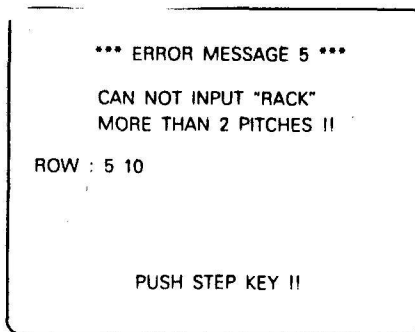 *** ERROR MESSAGE 5 ***
CAN NOT INPUT "RACK"
MORE THAN 2 PITCHES !!
ROW : 5 10
PUSH STEP KEY !!